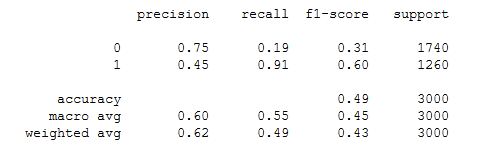 precision recall f1-score support
0 0.75 0.19 0.31 1740
1 0.45 0.91 0.60 1260
accuracy 0.49 3000
macro avg 0.60 0.55 0.45 3000
weighted avg 0.62 0.49 0.43 3000